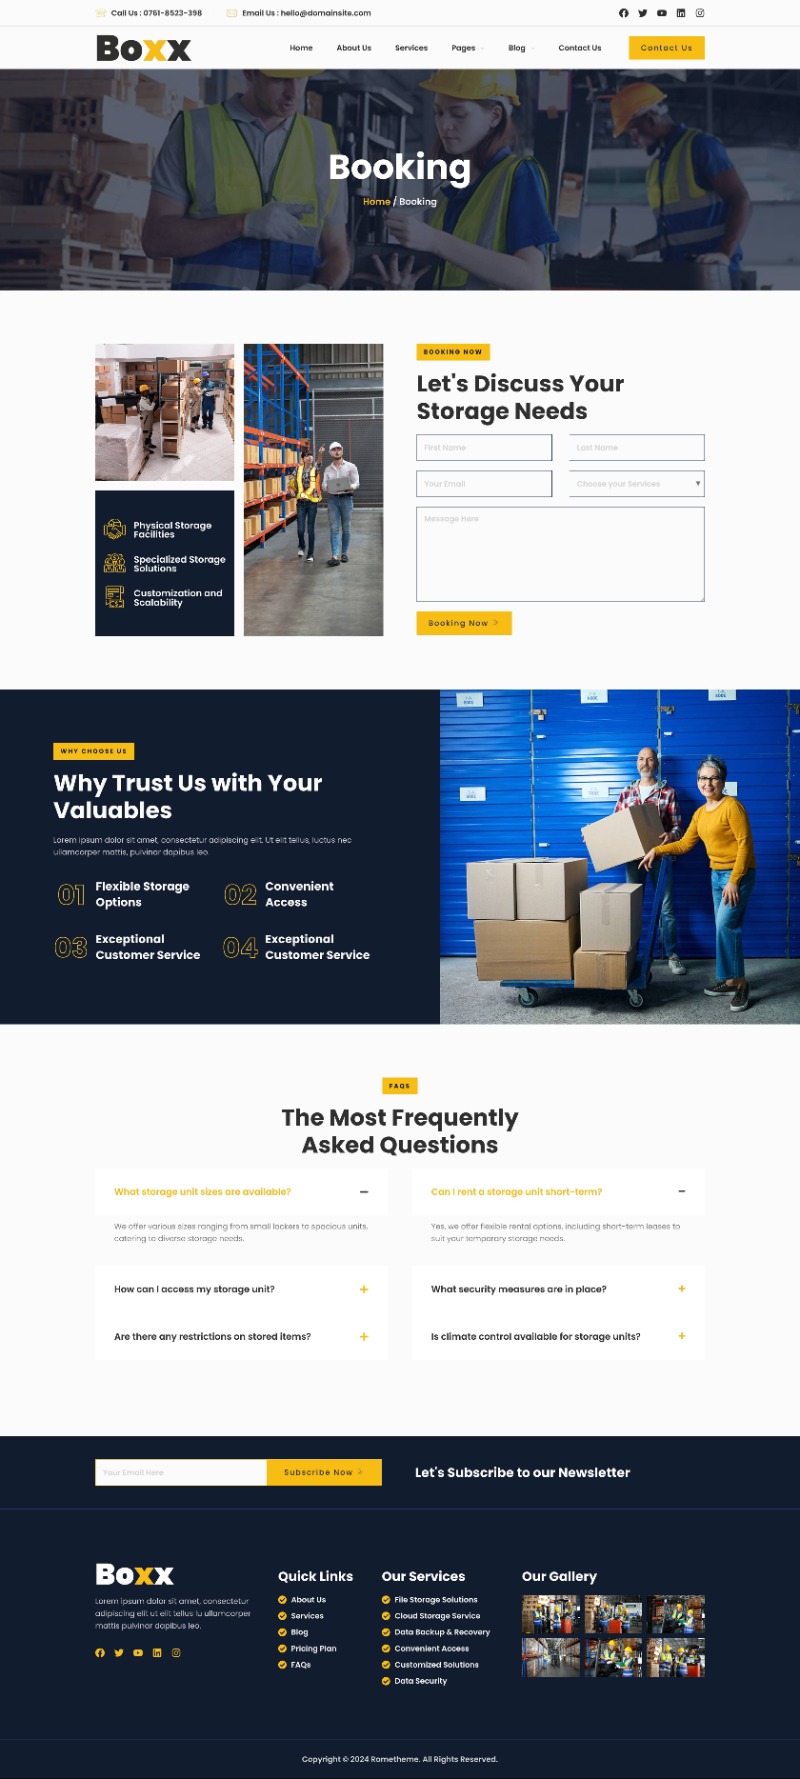 Call Us : 0761-8523-398
Email Us : hello@domainsite.com
Boxx
Home
About Us
Services
Pages
Blog
Contact Us
Contact Us
Booking
Home / Booking
BOOKING NOW
Let's Discuss Your
Storage Needs
First Name
Last Name
Your Email
Choose your Services
Message Here
Booking Now
Physical Storage
Facilities
Specialized Storage
Solutions
Customization and
Scalability
WHY CHOOSE US
Why Trust Us with Your
Valuables
Lorem ipsum dolor sit amet, consectetur adipiscing elit. Ut elit tellus, luctus nec
ullamcorper mattis, pulvinar dapibus leo.
01
Flexible Storage
Options
02
Convenient
Access
03
Exceptional
Customer Service
04
Exceptional
Customer Service
FAQS
The Most Frequently
Asked Questions
What storage unit sizes are available?
We offer various sizes ranging from small lockers to spacious units,
catering to diverse storage needs.
How can I access my storage unit?
Are there any restrictions on stored items?
Can I rent a storage unit short-term?
Yes, we offer flexible rental options, including short-term leases to
suit your temporary storage needs.
What security measures are in place?
Is climate control available for storage units?
Your Email Here
Subscribe Now
Let's Subscribe to our Newsletter
Boxx
Lorem ipsum dolor sit amet, consectetur
adipiscing elit ut elit tellus lu ullamcorper
mattis pulvinar dapibus leo.
Quick Links
About Us
Services
Blog
Pricing Plan
FAQs
Our Services
File Storage Solutions
Cloud Storage Service
Data Backup & Recovery
Convenient Access
Customized Solutions
Data Security
Our Gallery
Copyright © 2024 Rometheme. All Rights Reserved.